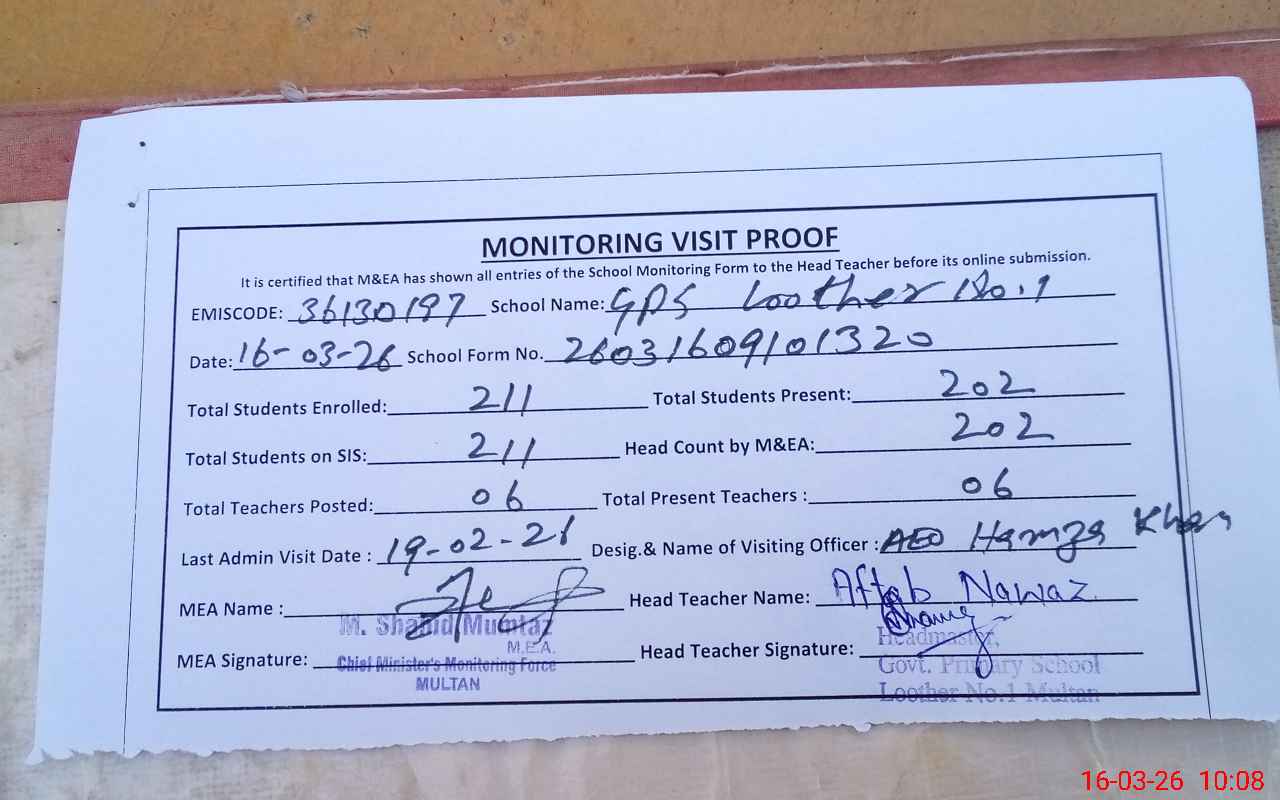 MONITORING VISIT PROOF
It is certified that M&EA has shown all entries of the School Monitoring Form to the Head Teacher before its online submission.
EMISCODE: 36130197 School Name: GPS Loother No.1
Date: 16-03-26 School Form No. 26031609101320
Total Students Enrolled: 211 Total Students Present: 202
Total Students on SIS: 211 Head Count by M&EA: 202
Total Teachers Posted: 06 Total Present Teachers : 06
Last Admin Visit Date : 19-02-26 Desig.& Name of Visiting Officer : AEO Hamza Khan
MEA Name : Head Teacher Name: Aftab Nawaz
M. Shahid Mumtaz
M.E.A.
MEA Signature: Head Teacher Signature:
Chief Minister's Monitoring Force
MULTAN
Headmaster,
Govt. Primary School
Loother No.1 Multan
16-03-26 10:08